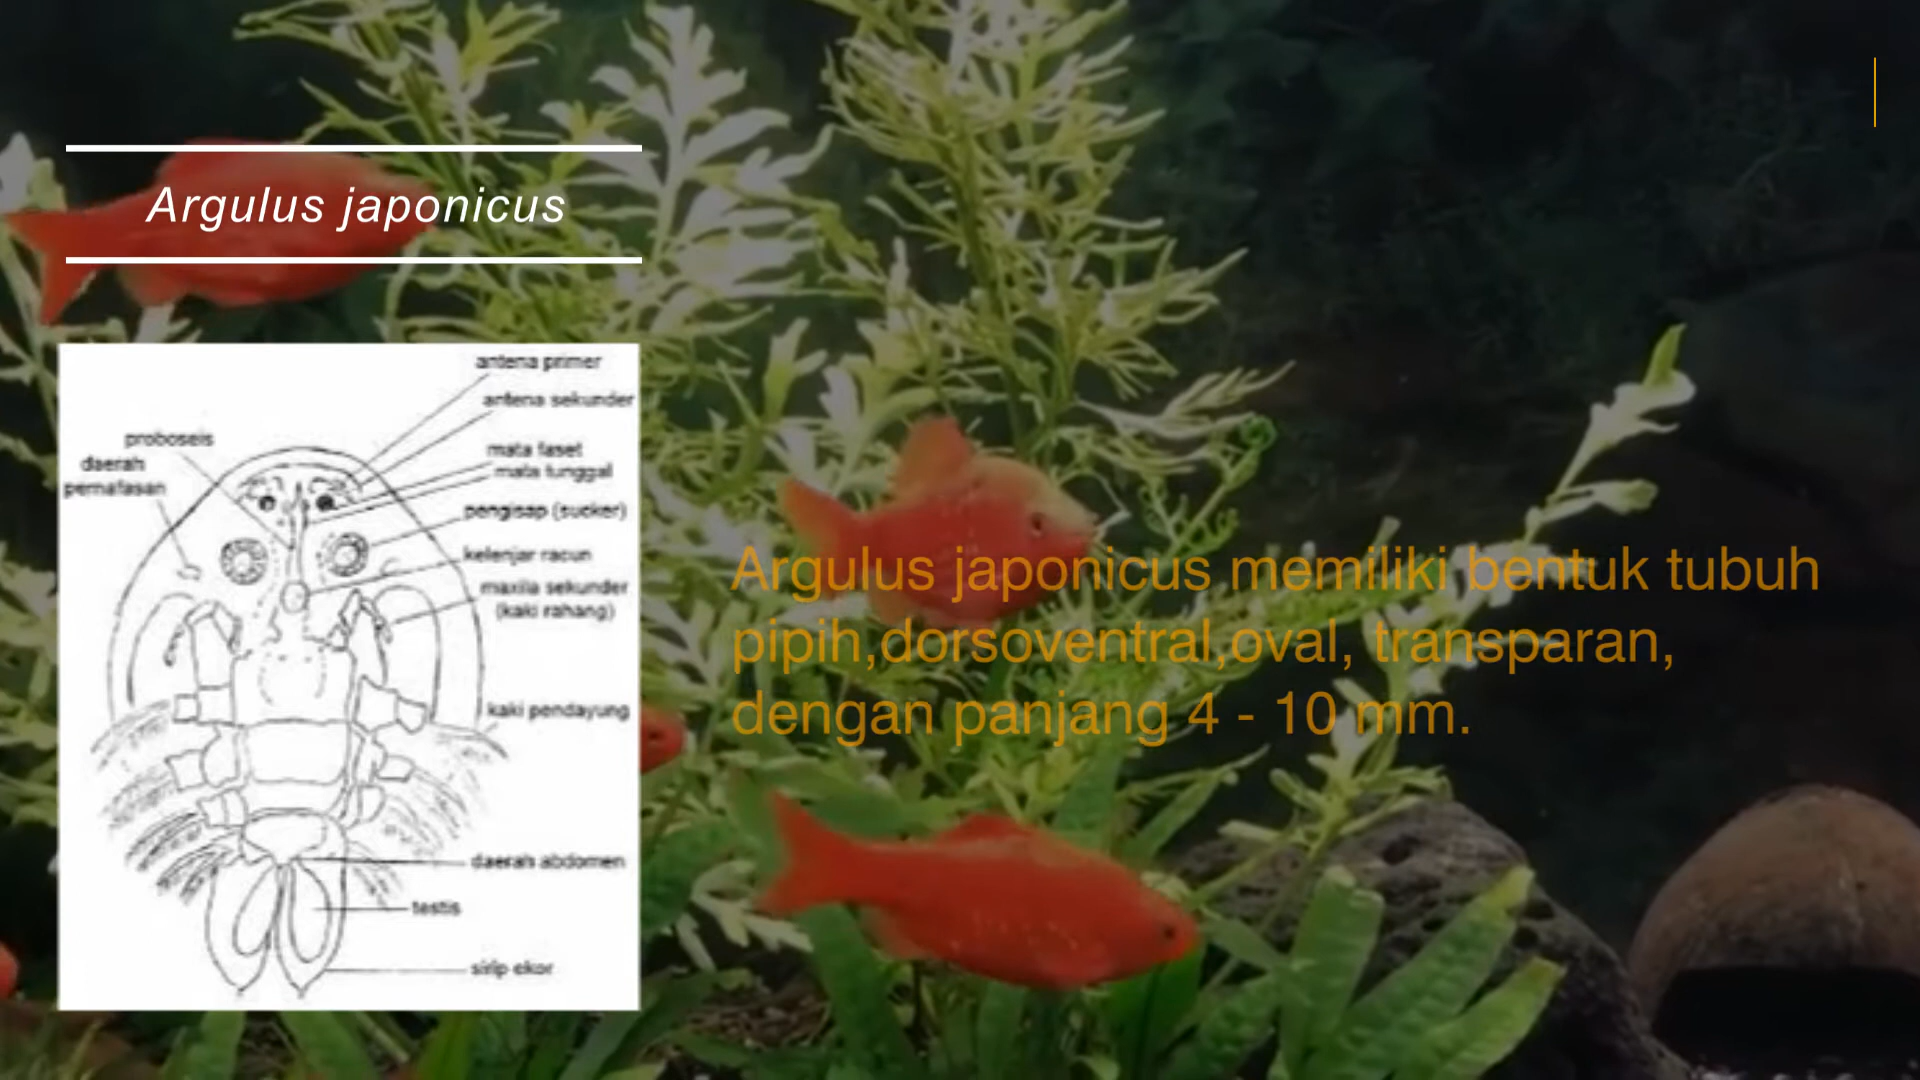 Argulus japonicus
antena primer
antena sekunder
proboseis
mata faset
daerah
pernafasan
mata tunggal
pengisap (sucker)
kelenjar racun
maxila sekunder
(kaki rahang)
kaki pendayung
daerah abdomen
testis
sirip ekor
Argulus japonicus memiliki bentuk tubuh
pipih,dorsoventral,oval, transparan,
dengan panjang 4 - 10 mm.